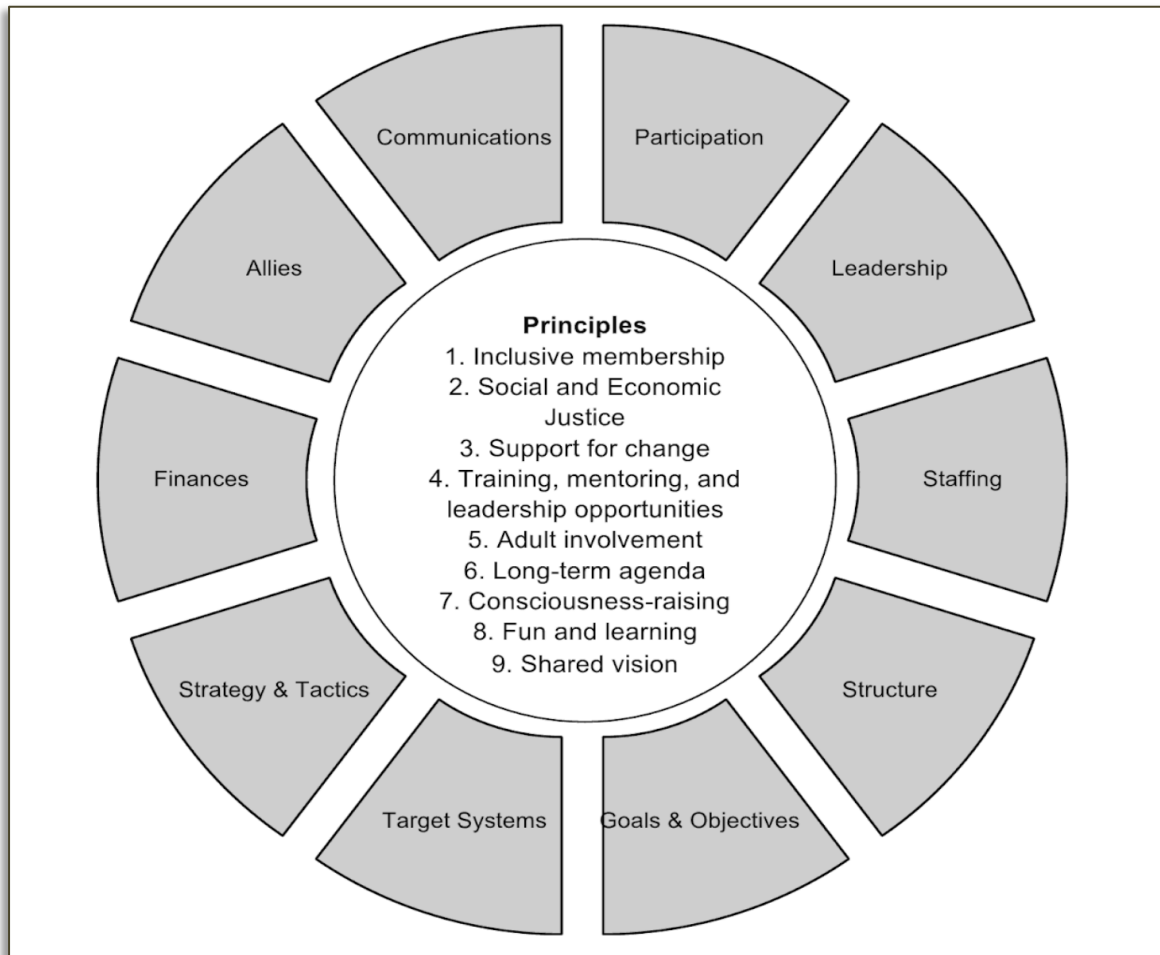 Communications
Participation
Allies
Leadership
Principles
1. Inclusive membership
2. Social and Economic
Justice
3. Support for change
4. Training, mentoring, and
leadership opportunities
5. Adult involvement
6. Long-term agenda
7. Consciousness-raising
8. Fun and learning
9. Shared vision
Finances
Staffing
Strategy & Tactics
Structure
Target Systems
Goals & Objectives